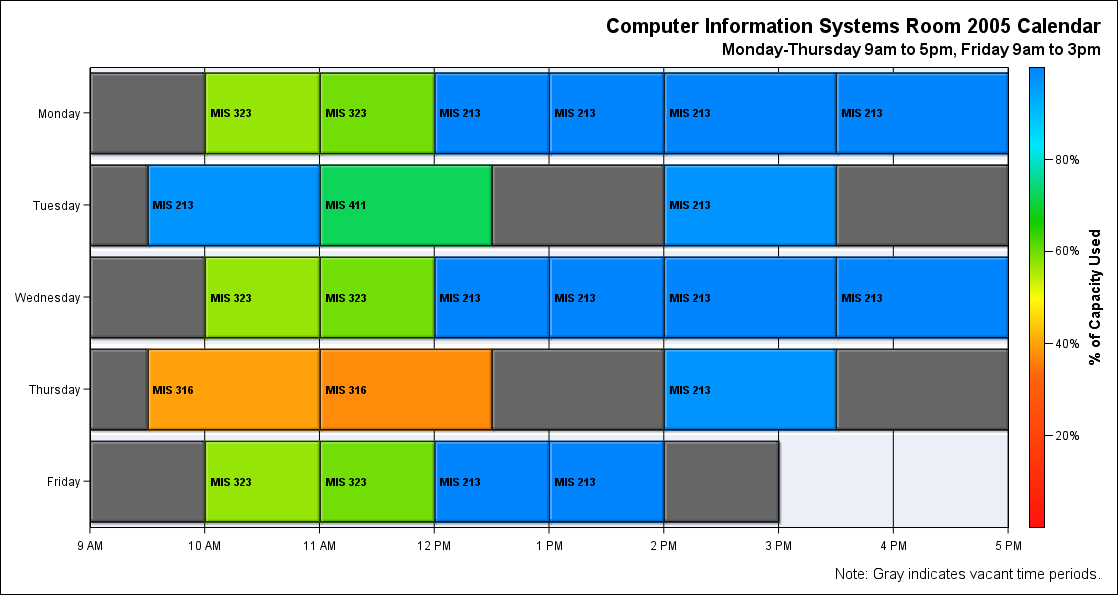 Computer Information Systems Room 2005 Calendar
Monday-Thursday 9am to 5pm, Friday 9am to 3pm
Monday MIS 323 MIS 323 MIS 213 MIS 213 MIS 213 MIS 213
80%
Tuesday MIS 213 MIS 411 MIS 213
60%
% of Capacity Used
Wednesday MIS 323 MIS 323 MIS 213 MIS 213 MIS 213 MIS 213
40%
Thursday MIS 316 MIS 316 MIS 213
20%
Friday MIS 323 MIS 323 MIS 213 MIS 213
9 AM 10 AM 11 AM 12 PM 1 PM 2 PM 3 PM 4 PM 5 PM
Note: Gray indicates vacant time periods.